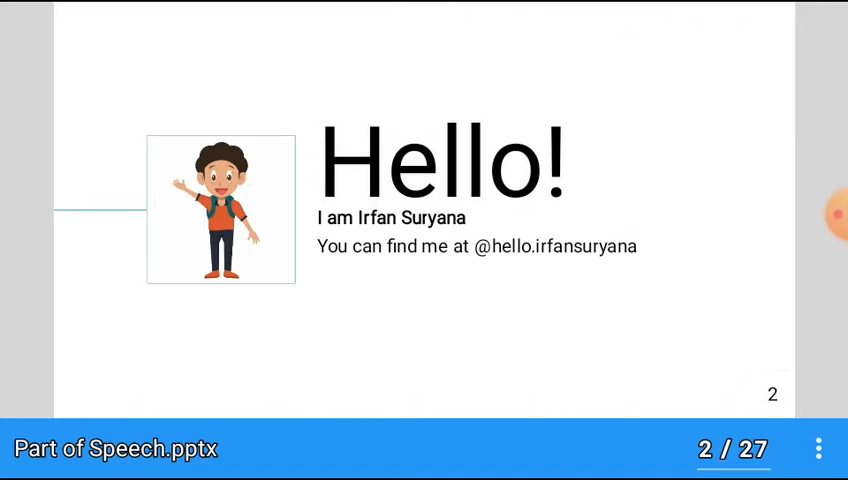 Hello!
I am Irfan Suryana
You can find me at @hello.irfansuryana
2
Part of Speech.pptx
2 / 27